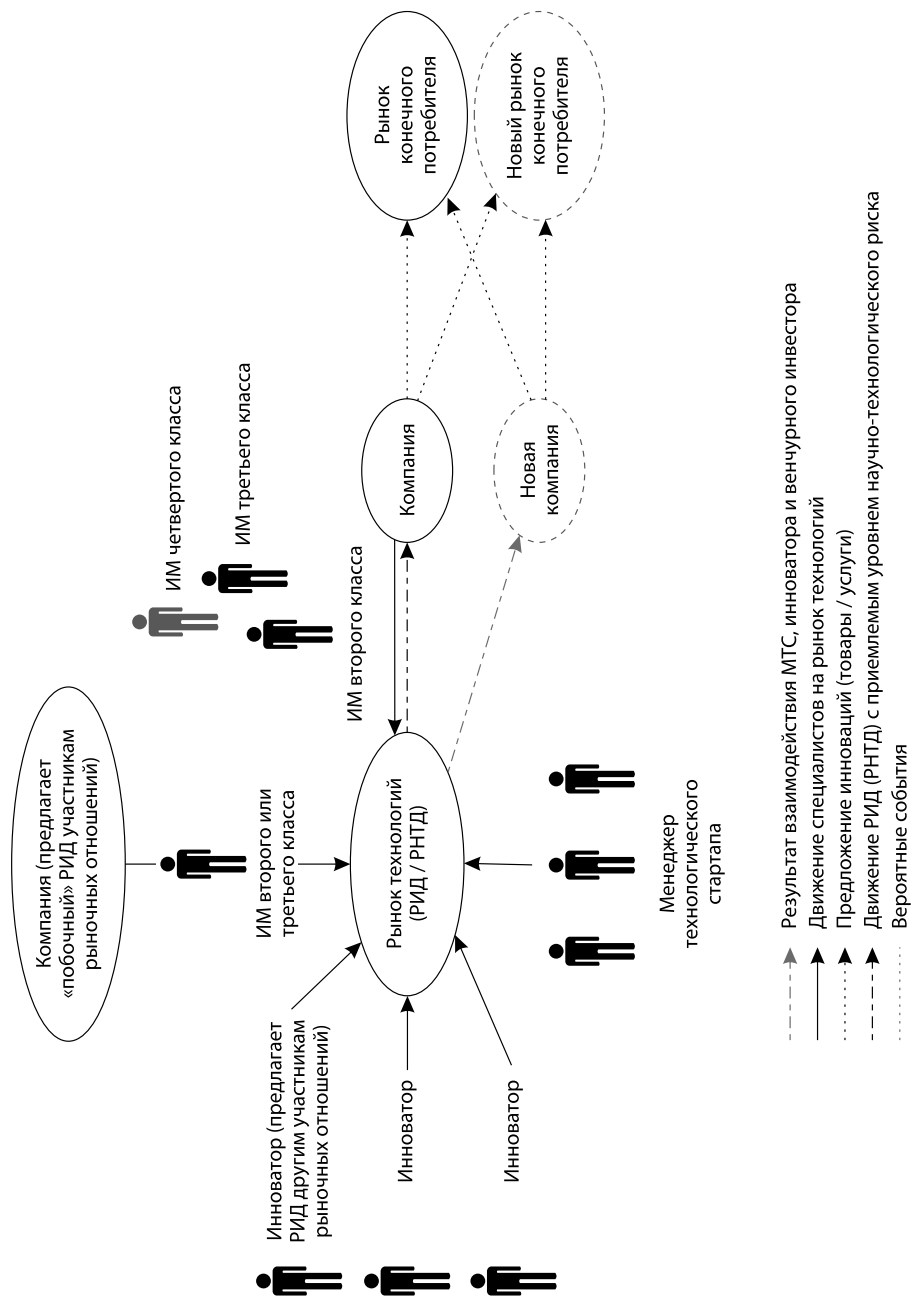 Компания (предлагает
«побочный» РИД участникам
рыночных отношений)
ИМ четвертого класса
ИМ третьего класса
ИМ второго или
третьего класса
ИМ второго класса
Инноватор (предлагает
РИД другим участникам
рыночных отношений)
Инноватор
Инноватор
Рынок технологий
(РИД / РНТД)
Компания
Рынок
конечного
потребителя
Новая
компания
Новый рынок
конечного
потребителя
Менеджер
технологического
стартапа
Результат взаимодействия МТС, инноватора и венчурного инвестора
Движение специалистов на рынок технологий
Предложение инноваций (товары / услуги)
Движение РИД (РНТД) с приемлемым уровнем научно-технологического риска
Вероятные события